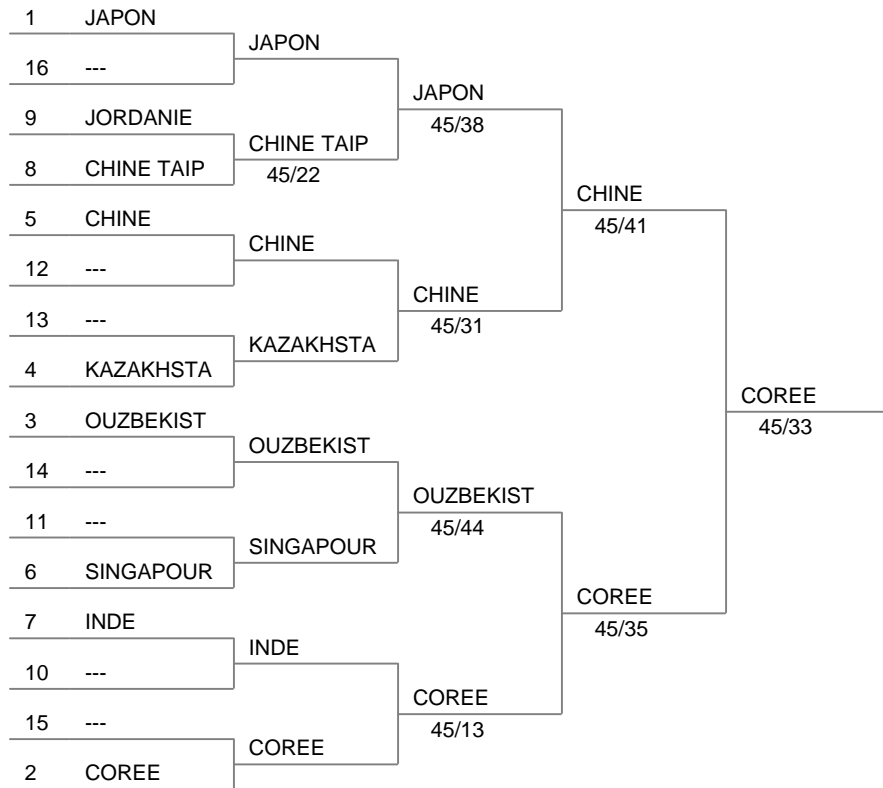 1 JAPON
JAPON
16 ---
JAPON
45/38
9 JORDANIE
CHINE TAIP
45/22
8 CHINE TAIP
CHINE
45/41
5 CHINE
CHINE
12 ---
CHINE
45/31
13 ---
KAZAKHSTA
4 KAZAKHSTA
COREE
45/33
3 OUZBEKIST
OUZBEKIST
14 ---
OUZBEKIST
45/44
11 ---
SINGAPOUR
6 SINGAPOUR
COREE
45/35
7 INDE
INDE
10 ---
COREE
45/13
15 ---
COREE
2 COREE